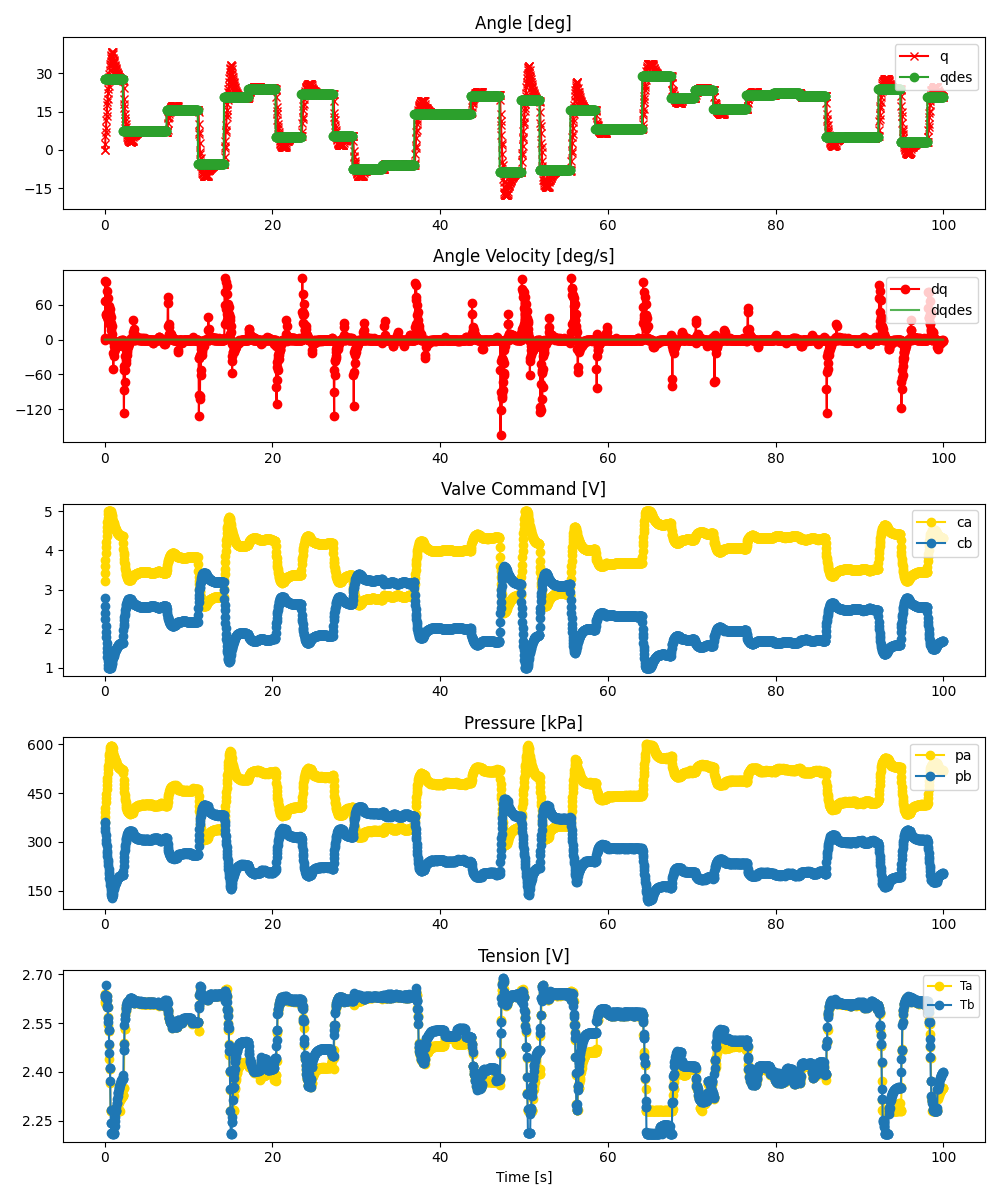 Angle [deg]
30
15
0
−15
q
qdes
0 20 40 60 80 100
Angle Velocity [deg/s]
60
0
−60
−120
dq
dqdes
0 20 40 60 80 100
Valve Command [V]
5
4
3
2
1
ca
cb
0 20 40 60 80 100
Pressure [kPa]
600
450
300
150
pa
pb
0 20 40 60 80 100
Tension [V]
2.70
2.55
2.40
2.25
Ta
Tb
0 20 40 60 80 100
Time [s]